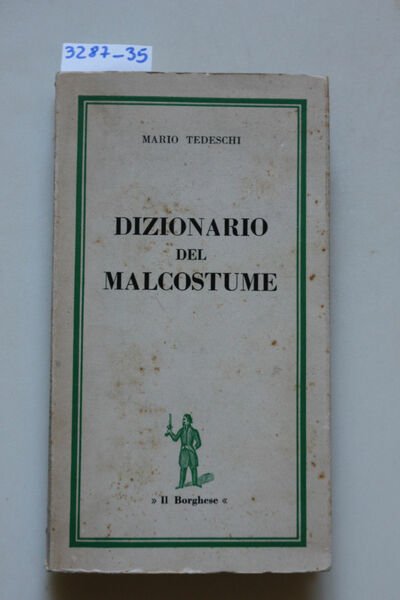 3287-35
MARIO TEDESCHI
DIZIONARIO
DEL
MALCOSTUME
» Il Borghese «